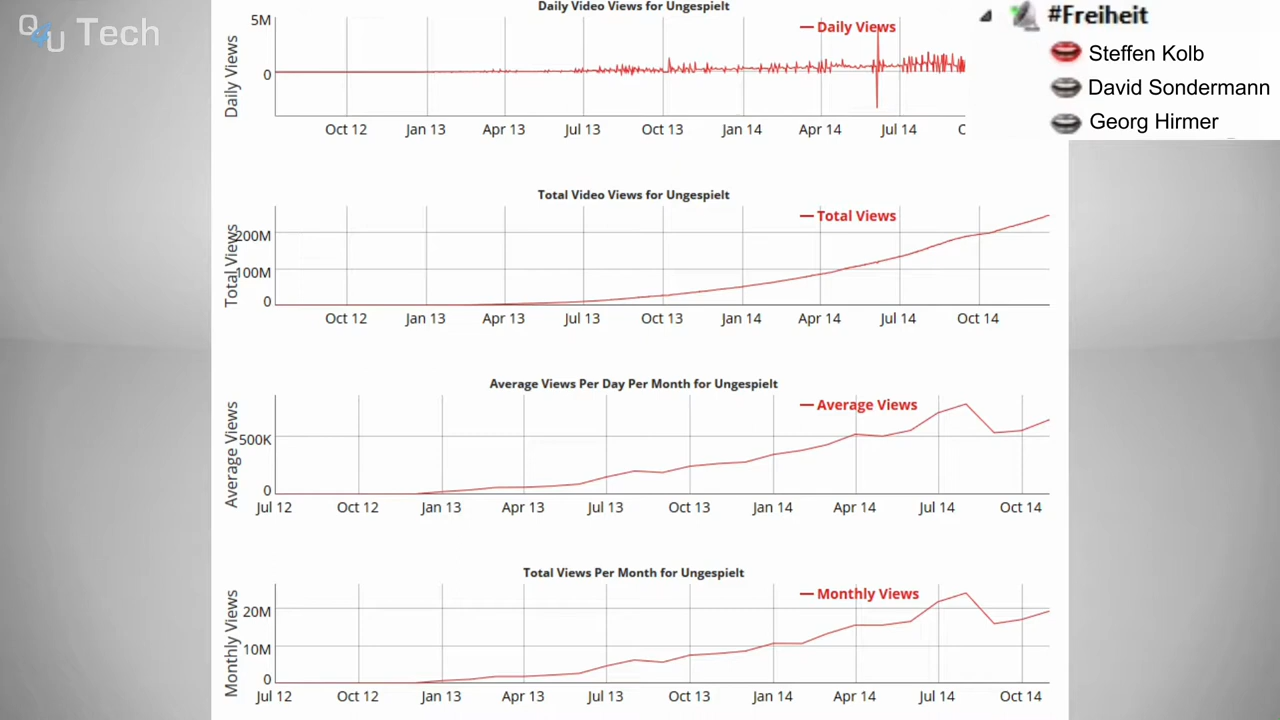 QSU Tech
Daily Video Views for Ungespielt
Daily Views
5M
0
Daily Views
Oct 12
Jan 13
Apr 13
Jul 13
Oct 13
Jan 14
Apr 14
Jul 14
#Freiheit
Steffen Kolb
David Sondermann
Georg Hirmer
Total Video Views for Ungespielt
Total Views
200M
100M
0
Total Views
Oct 12
Jan 13
Apr 13
Jul 13
Oct 13
Jan 14
Apr 14
Jul 14
Oct 14
Average Views Per Day Per Month for Ungespielt
Average Views
500K
0
Average Views
Jul 12
Oct 12
Jan 13
Apr 13
Jul 13
Oct 13
Jan 14
Apr 14
Jul 14
Oct 14
Total Views Per Month for Ungespielt
Monthly Views
20M
10M
0
Monthly Views
Jul 12
Oct 12
Jan 13
Apr 13
Jul 13
Oct 13
Jan 14
Apr 14
Jul 14
Oct 14